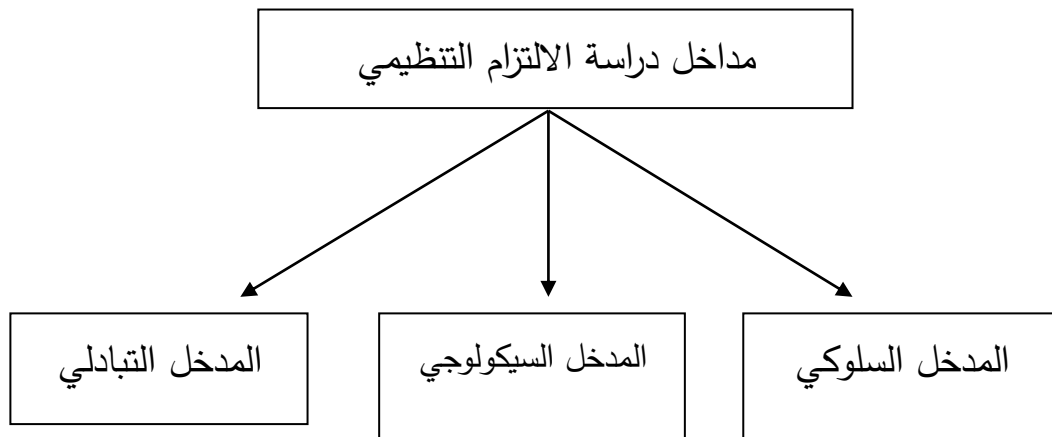 مداخل دراسة الالتزام التنظيمي
المدخل السلوكي
المدخل السيكولوجي
المدخل التبادلي